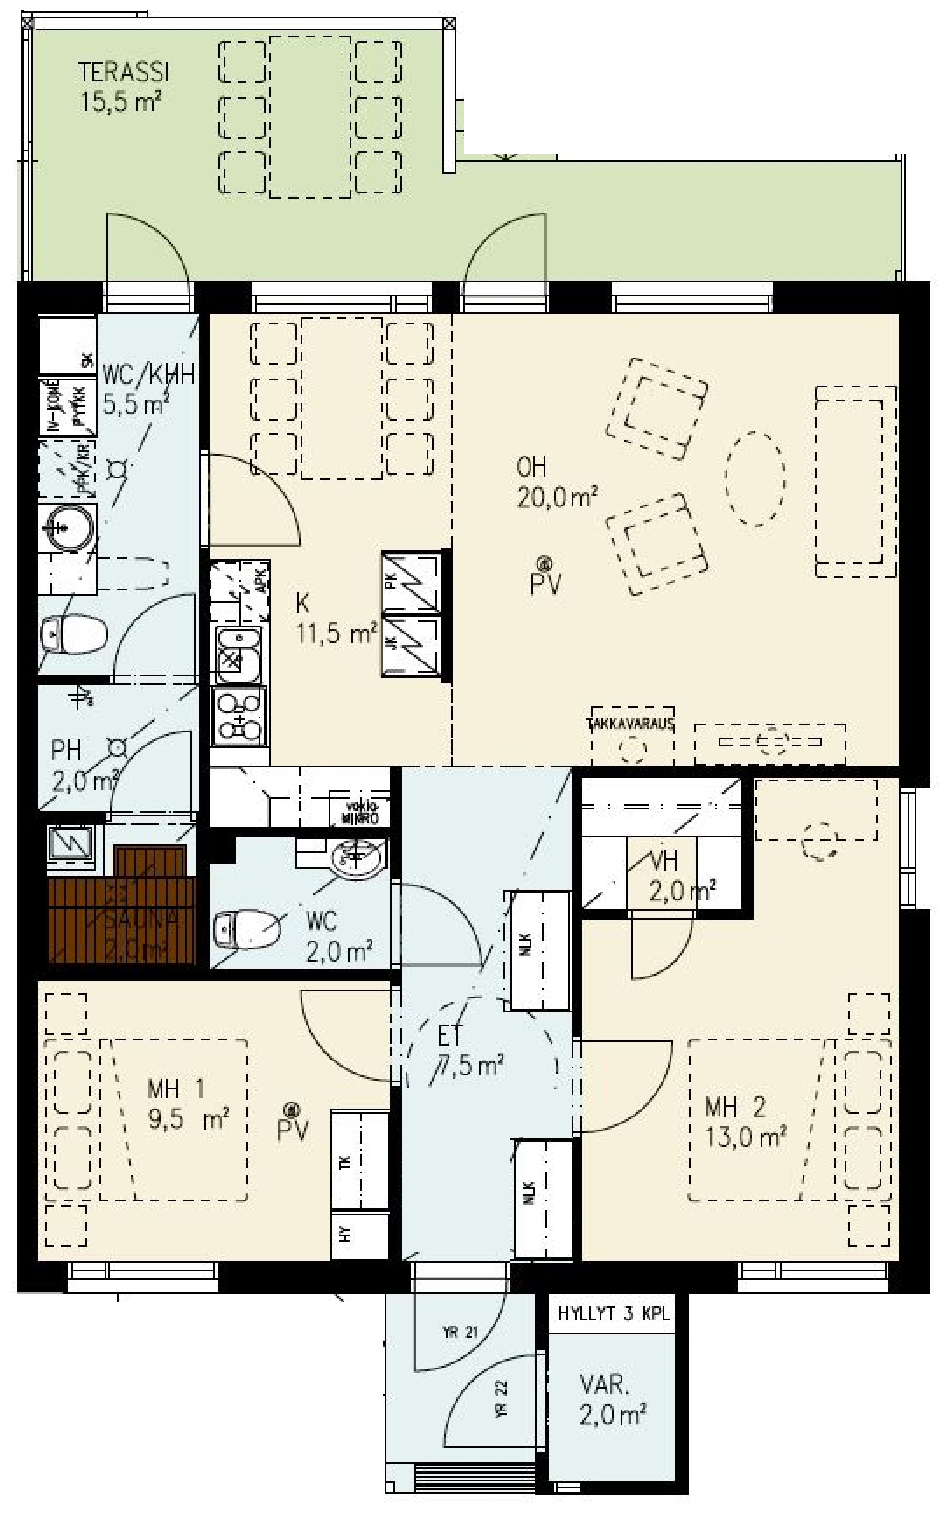 TERASSI
15,5 m²
SK
WC/KHH
5,5 m²
IV-KONE
PYYKK
PPK/KR
OH
20,0 m²
APK
PK
K
11,5 m²
JK
PV
TAKKAVARAUS
PH
2,0 m²
MIKRO
VH
2,0 m²
SAUNA
2,0 m²
WC
2,0 m²
NLK
ET
7,5 m²
MH 1
9,5 m²
PV
MH 2
13,0 m²
TK
NLK
HY
YR 21
HYLLYT 3 KPL
YR 22
VAR.
2,0 m²